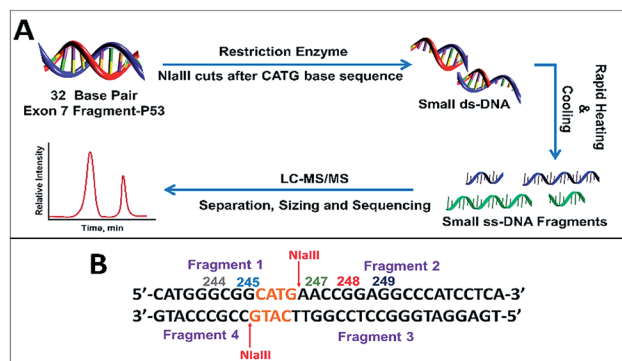 A
Restriction Enzyme
NlaIII cuts after CATG base sequence
32 Base Pair
Exon 7 Fragment-P53
Small ds-DNA
Rapid Heating
&
Cooling
LC-MS/MS
Separation, Sizing and Sequencing
Relative Intensity
Time, min
Small ss-DNA Fragments
B
NlaIII
Fragment 1 Fragment 2
244 245 247 248 249
5'-CATGGGCGGCATGAACCGGAGGCCCATCCTCA-3'
3'-GTACCCGCCGTACTTGGCCTCCGGGTAGGAGT-5'
Fragment 4 Fragment 3
NlaIII